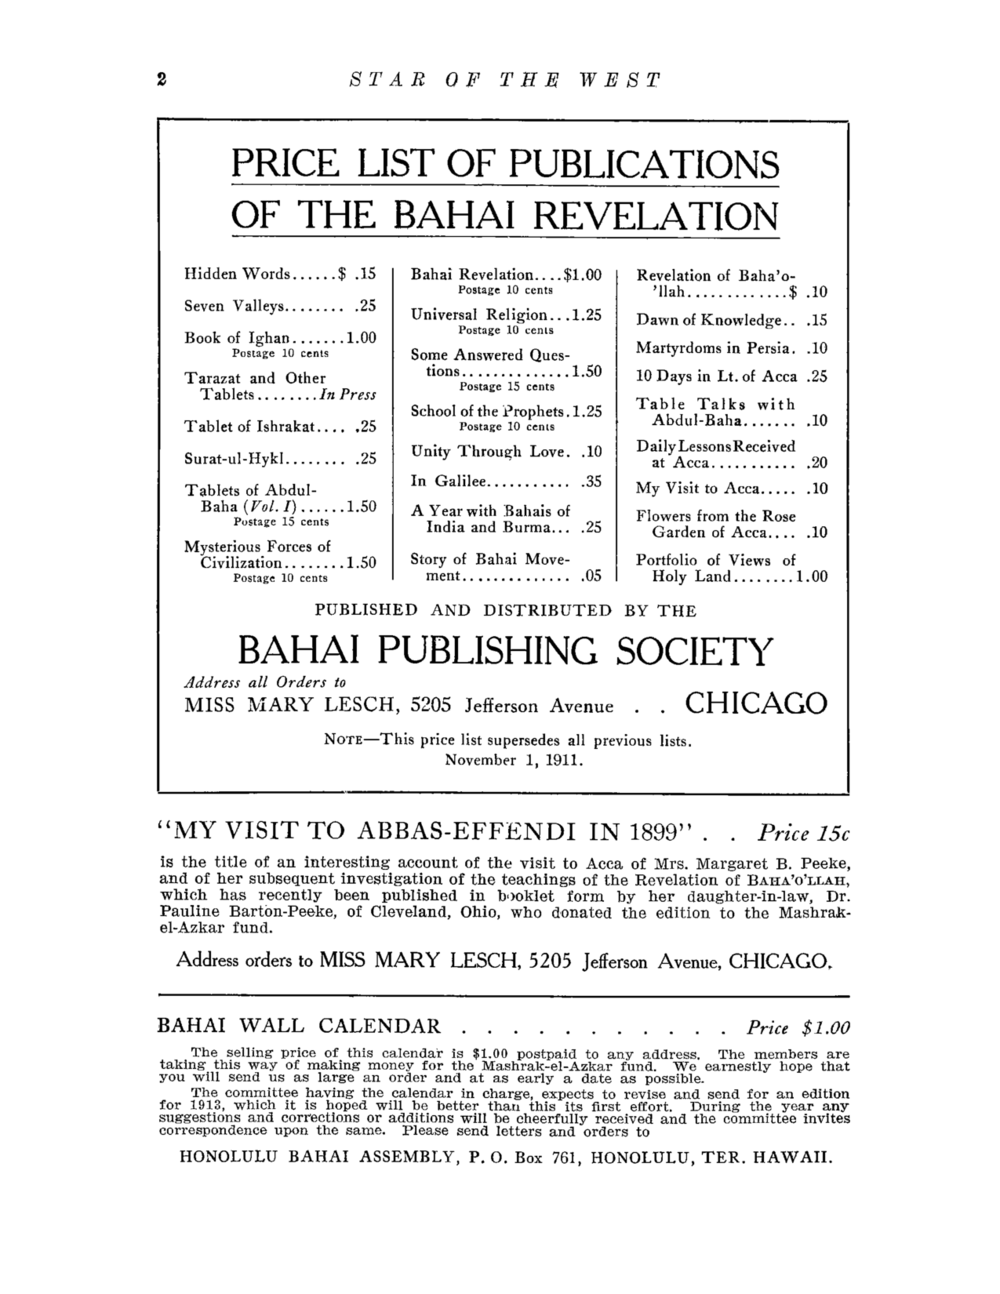 2 STAR OF THE WEST
PRICE LIST OF PUBLICATIONS
OF THE BAHAI REVELATION
Hidden Words......$ .15
Seven Valleys........ .25
Book of Ighan.......1.00
Postage 10 cents
Tarazat and Other
Tablets........In Press
Tablet of Ishrakat.... .25
Surat-ul-Hykl........ .25
Tablets of Abdul-
Baha (Vol. I)......1.50
Postage 15 cents
Mysterious Forces of
Civilization........1.50
Postage 10 cents
Bahai Revelation....$1.00
Postage 10 cents
Universal Religion...1.25
Postage 10 cents
Some Answered Ques-
tions..............1.50
Postage 15 cents
School of the Prophets.1.25
Postage 10 cents
Unity Through Love. .10
In Galilee........... .35
A Year with Bahais of
India and Burma... .25
Story of Bahai Move-
ment.............. .05
Revelation of Baha'o-
'llah.............$ .10
Dawn of Knowledge.. .15
Martyrdoms in Persia. .10
10 Days in Lt. of Acca .25
Table Talks with
Abdul-Baha....... .10
Daily Lessons Received
at Acca........... .20
My Visit to Acca..... .10
Flowers from the Rose
Garden of Acca.... .10
Portfolio of Views of
Holy Land........1.00
PUBLISHED AND DISTRIBUTED BY THE
BAHAI PUBLISHING SOCIETY
Address all Orders to
MISS MARY LESCH, 5205 Jefferson Avenue . . CHICAGO
NOTE—This price list supersedes all previous lists.
November 1, 1911.
"MY VISIT TO ABBAS-EFFENDI IN 1899" . . Price 15c
is the title of an interesting account of the visit to Acca of Mrs. Margaret B. Peeke,
and of her subsequent investigation of the teachings of the Revelation of BAHA'O'LLAH,
which has recently been published in booklet form by her daughter-in-law, Dr.
Pauline Barton-Peeke, of Cleveland, Ohio, who donated the edition to the Mashrak-
el-Azkar fund.
Address orders to MISS MARY LESCH, 5205 Jefferson Avenue, CHICAGO.
BAHAI WALL CALENDAR . . . . . . . . . . . Price $1.00
The selling price of this calendar is $1.00 postpaid to any address. The members are
taking this way of making money for the Mashrak-el-Azkar fund. We earnestly hope that
you will send us as large an order and at as early a date as possible.
The committee having the calendar in charge, expects to revise and send for an edition
for 1913, which it is hoped will be better than this its first effort. During the year any
suggestions and corrections or additions will be cheerfully received and the committee invites
correspondence upon the same. Please send letters and orders to
HONOLULU BAHAI ASSEMBLY, P. O. Box 761, HONOLULU, TER. HAWAII.